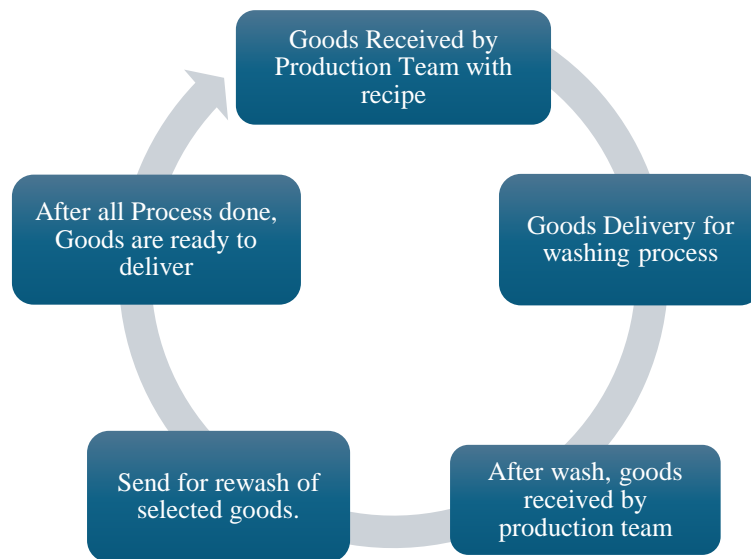 Goods Received by
Production Team with
recipe
Goods Delivery for
washing process
After wash, goods
received by
production team
Send for rewash of
selected goods.
After all Process done,
Goods are ready to
deliver